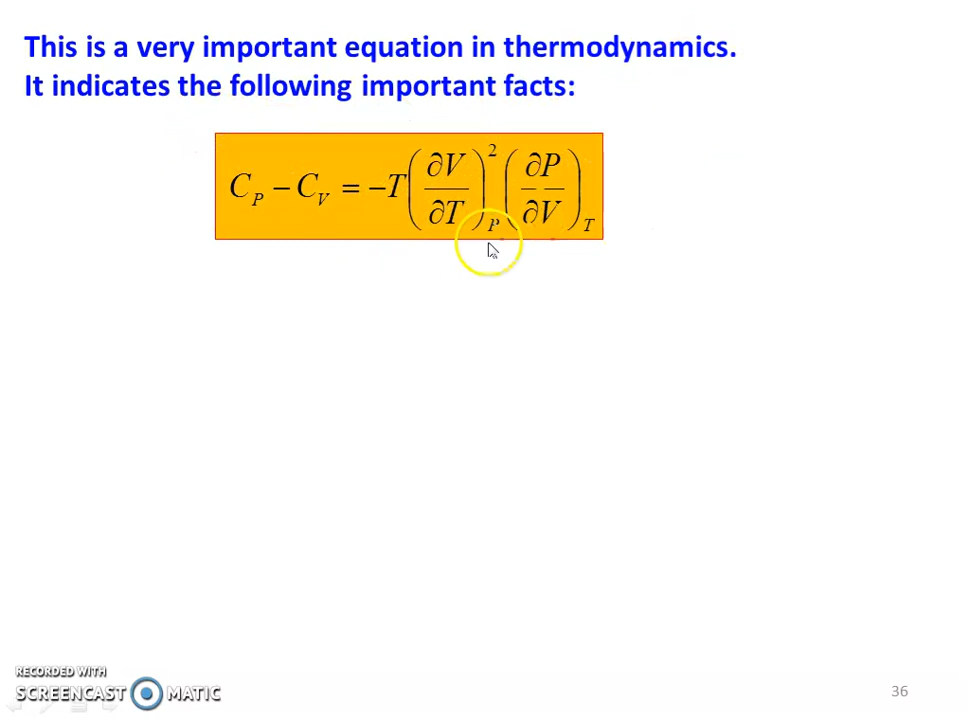 This is a very important equation in thermodynamics.
It indicates the following important facts:
C_P − C_V = −T (∂V/∂T)_P^2 (∂P/∂V)_T
RECORDED WITH
SCREENCAST MATIC
36